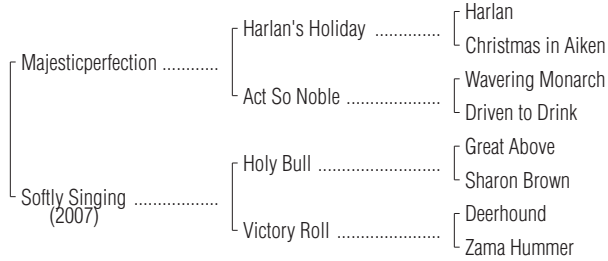 Harlan
Harlan's Holiday ..............
Christmas in Aiken
Majesticperfection ............
Wavering Monarch
Act So Noble .....................
Driven to Drink
Great Above
Holy Bull ...........................
Sharon Brown
Softly Singing ...................
(2007)
Deerhound
Victory Roll .......................
Zama Hummer